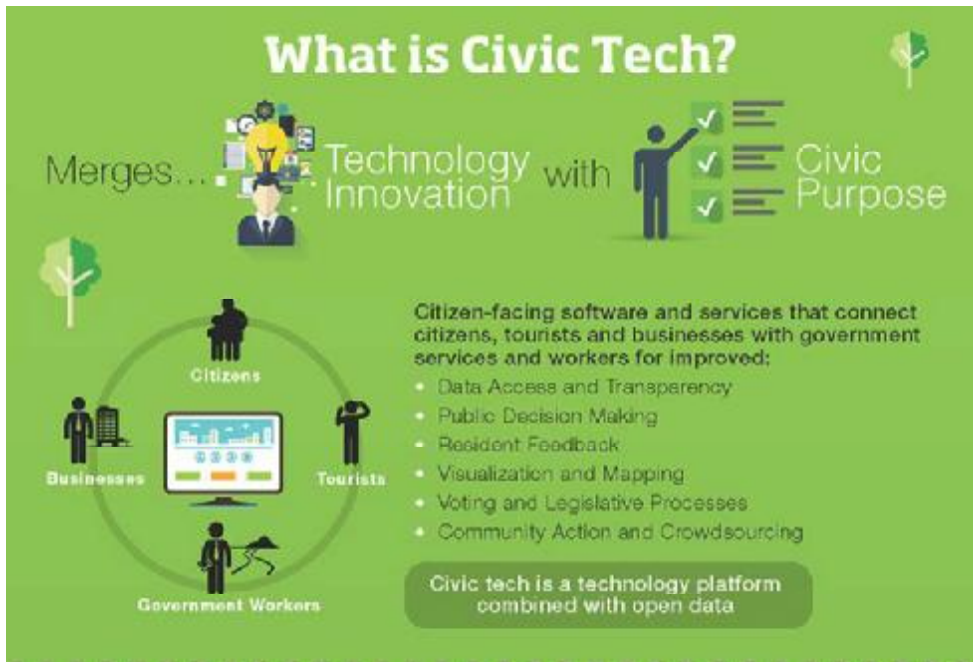 What is Civic Tech?
Merges...
Technology
Innovation
with
Civic
Purpose
Citizens
Businesses
Tourists
Government Workers
Citizen-facing software and services that connect
citizens, tourists and businesses with government
services and workers for improved:
• Data Access and Transparency
• Public Decision Making
• Resident Feedback
• Visualization and Mapping
• Voting and Legislative Processes
• Community Action and Crowdsourcing
Civic tech is a technology platform
combined with open data